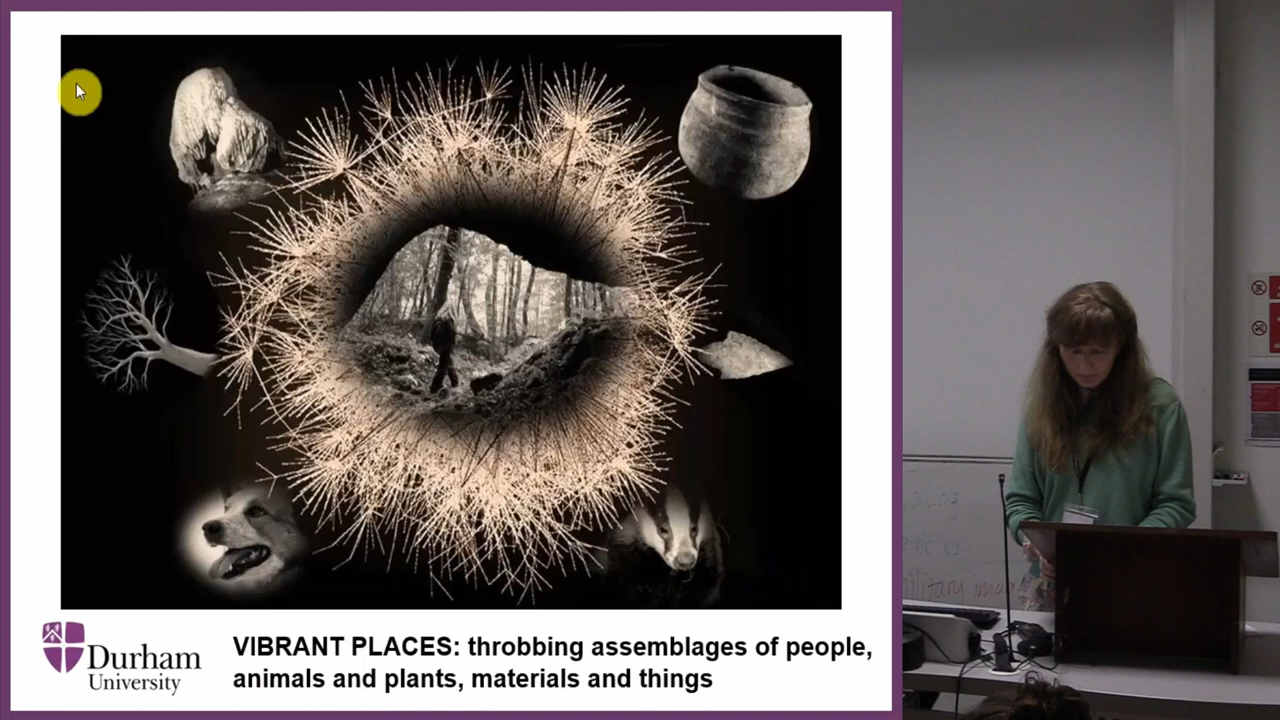 Durham
University
VIBRANT PLACES: throbbing assemblages of people,
animals and plants, materials and things